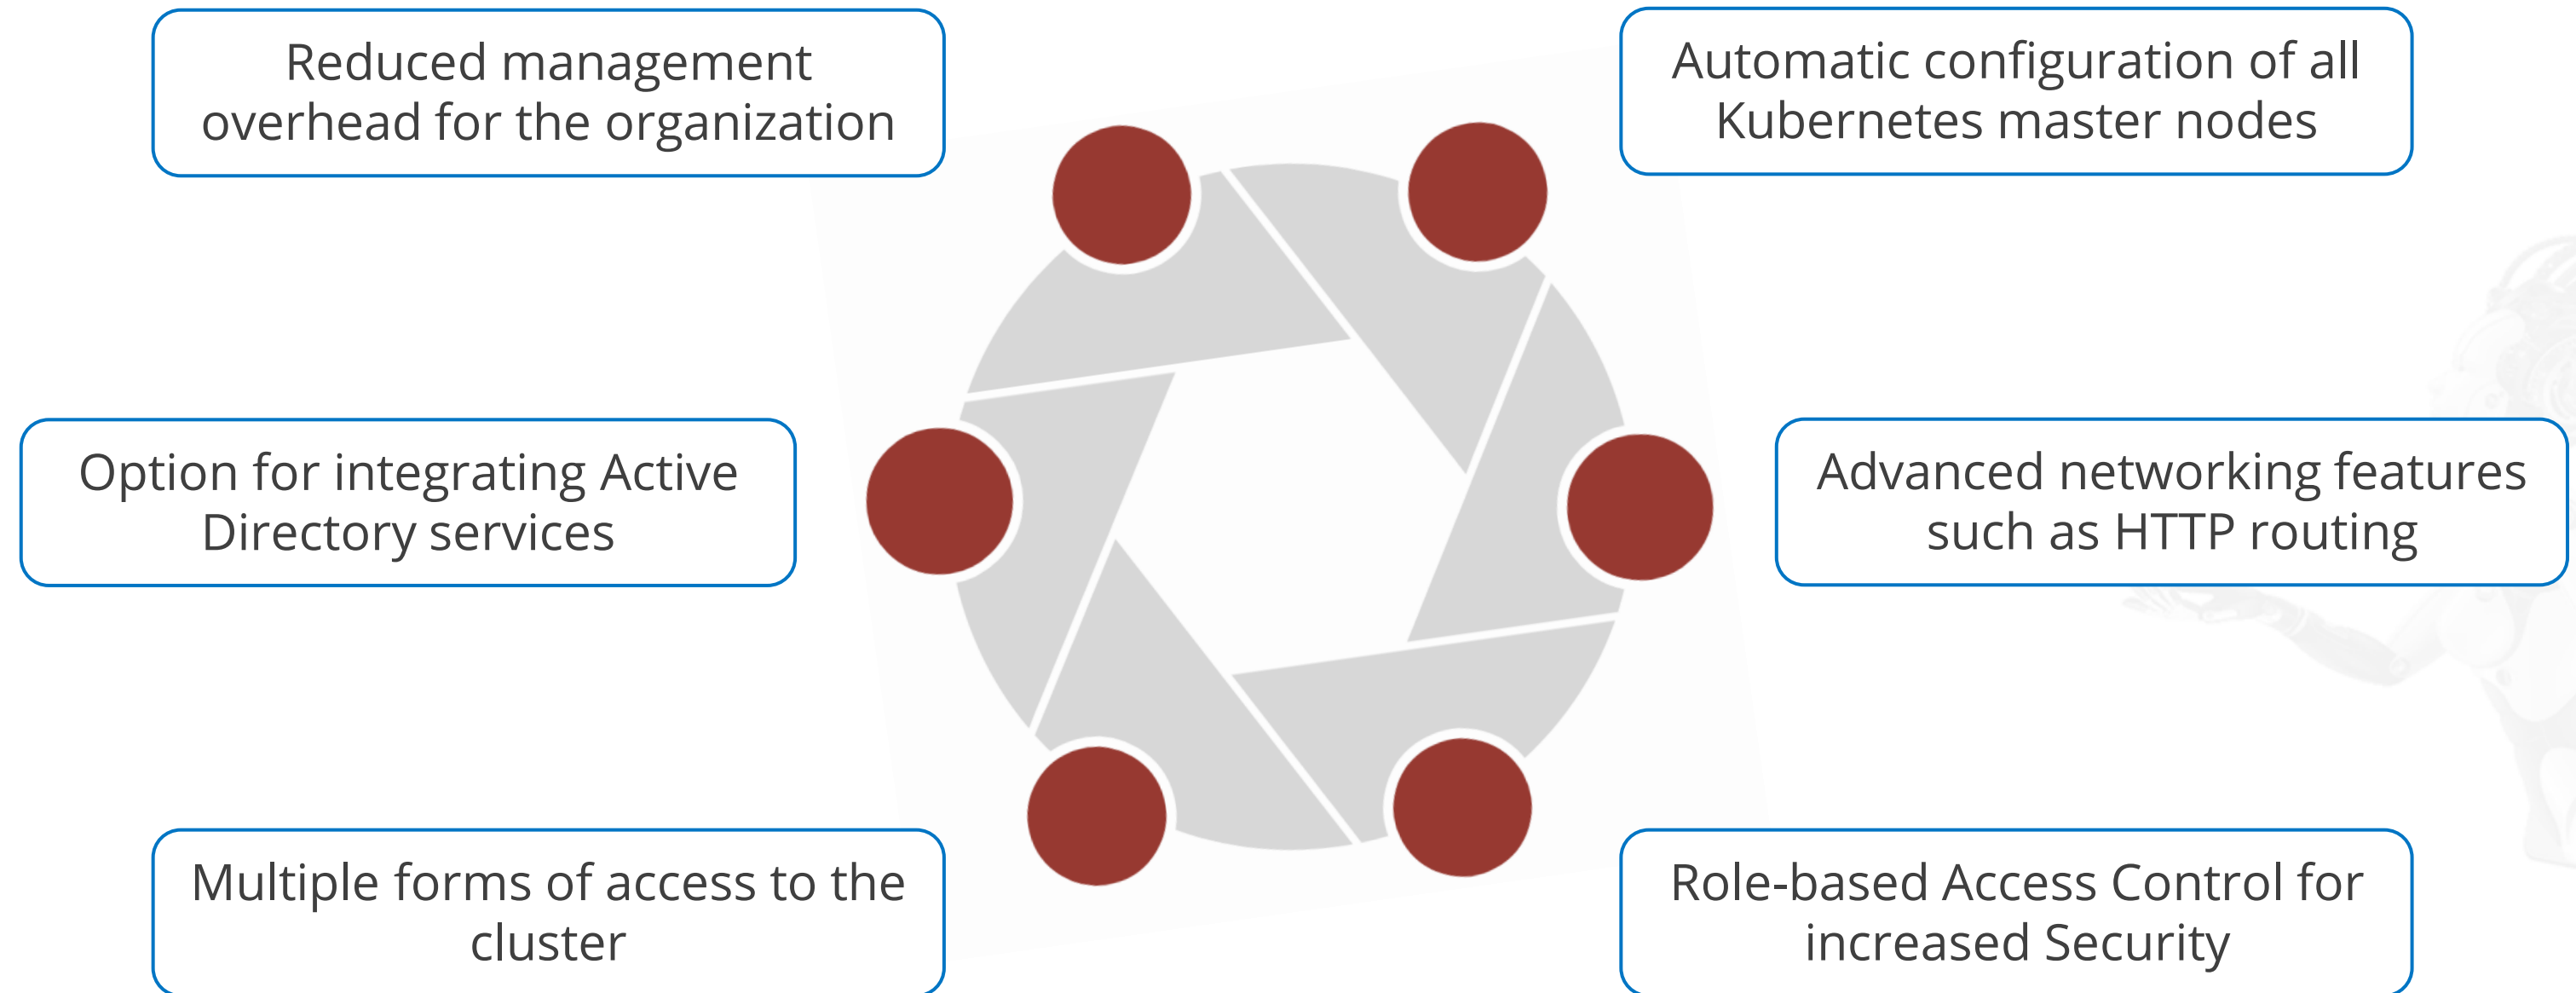 Reduced management
overhead for the organization
Automatic configuration of all
Kubernetes master nodes
Option for integrating Active
Directory services
Advanced networking features
such as HTTP routing
Multiple forms of access to the
cluster
Role-based Access Control for
increased Security